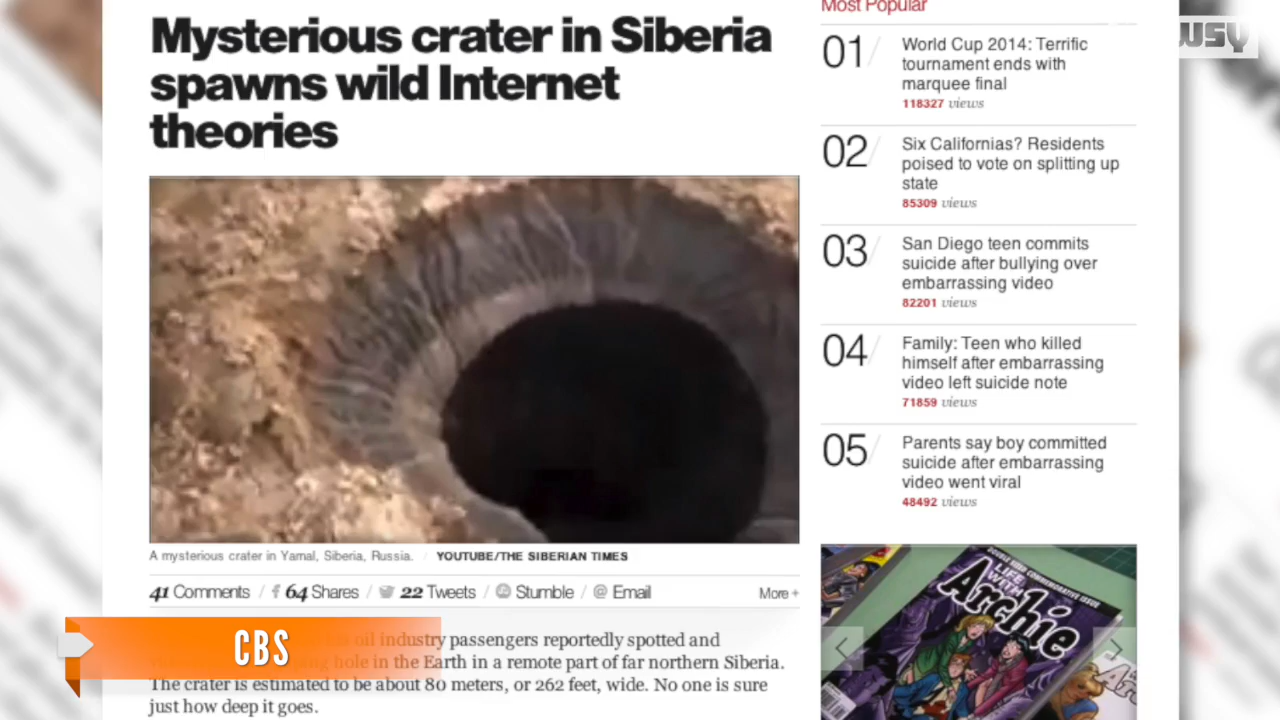 Mysterious crater in Siberia
spawns wild Internet
theories
A mysterious crater in Yamal, Siberia, Russia. / YOUTUBE/THE SIBERIAN TIMES
41 Comments / f 64 Shares / 22 Tweets / Stumble / @ Email More +
oil industry passengers reportedly spotted and
hole in the Earth in a remote part of far northern Siberia.
The crater is estimated to be about 80 meters, or 262 feet, wide. No one is sure
just how deep it goes.
CBS
Most Popular
01/ World Cup 2014: Terrific
tournament ends with
marquee final
118327 views
02/ Six Californias? Residents
poised to vote on splitting up
state
85309 views
03/ San Diego teen commits
suicide after bullying over
embarrassing video
82201 views
04/ Family: Teen who killed
himself after embarrassing
video left suicide note
71859 views
05/ Parents say boy committed
suicide after embarrassing
video went viral
48492 views
DOUBLE-SIZED COMMEMORATIVE ISSUE
LIFE
WITH
Archie